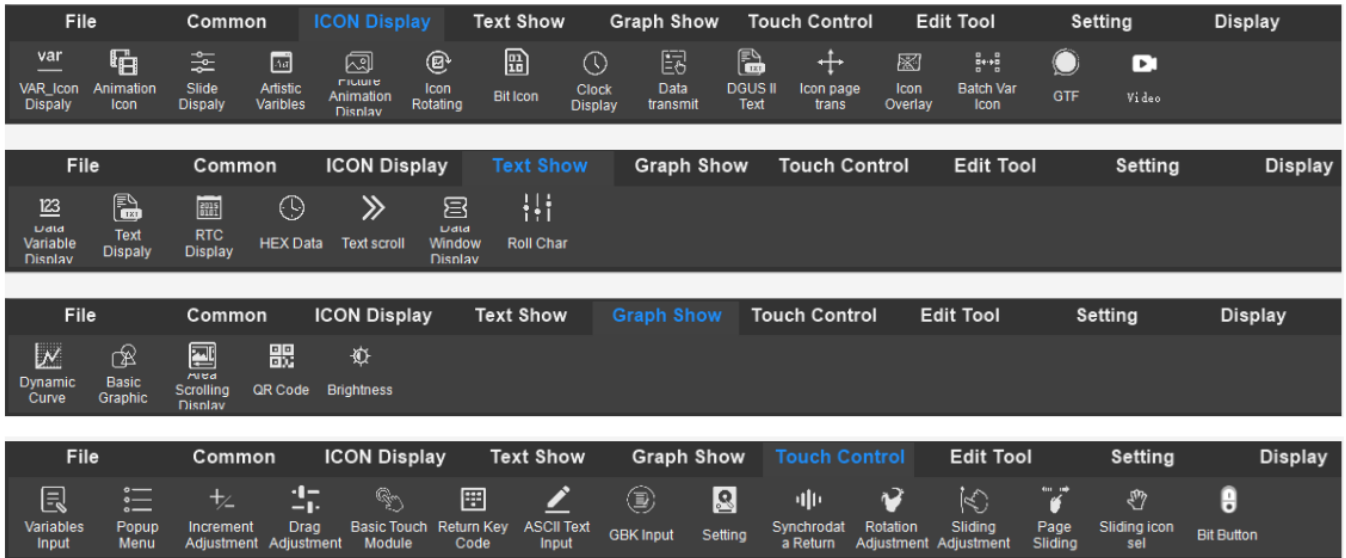 File Common ICON Display Text Show Graph Show Touch Control Edit Tool Setting Display
var
VAR_Icon Dispaly
Animation Icon
Slide Dispaly
Artistic Varibles
Picture Animation Display
Icon Rotating
Bit Icon
Clock Display
Data transmit
DGUS II Text
Icon page trans
Icon Overlay
Batch Var Icon
GTF
Video
File Common ICON Display Text Show Graph Show Touch Control Edit Tool Setting Display
123
Data Variable Display
Text Dispaly
RTC Display
HEX Data
Text scroll
Data Window Display
Roll Char
File Common ICON Display Text Show Graph Show Touch Control Edit Tool Setting Display
Dynamic Curve
Basic Graphic
Area Scrolling Display
QR Code
Brightness
File Common ICON Display Text Show Graph Show Touch Control Edit Tool Setting Display
Variables Input
Popup Menu
Increment Adjustment
Drag Adjustment
Basic Touch Module
Return Key Code
ASCII Text Input
GBK Input
Setting
Synchrodat a Return
Rotation Adjustment
Sliding Adjustment
Page Sliding
Sliding icon sel
Bit Button